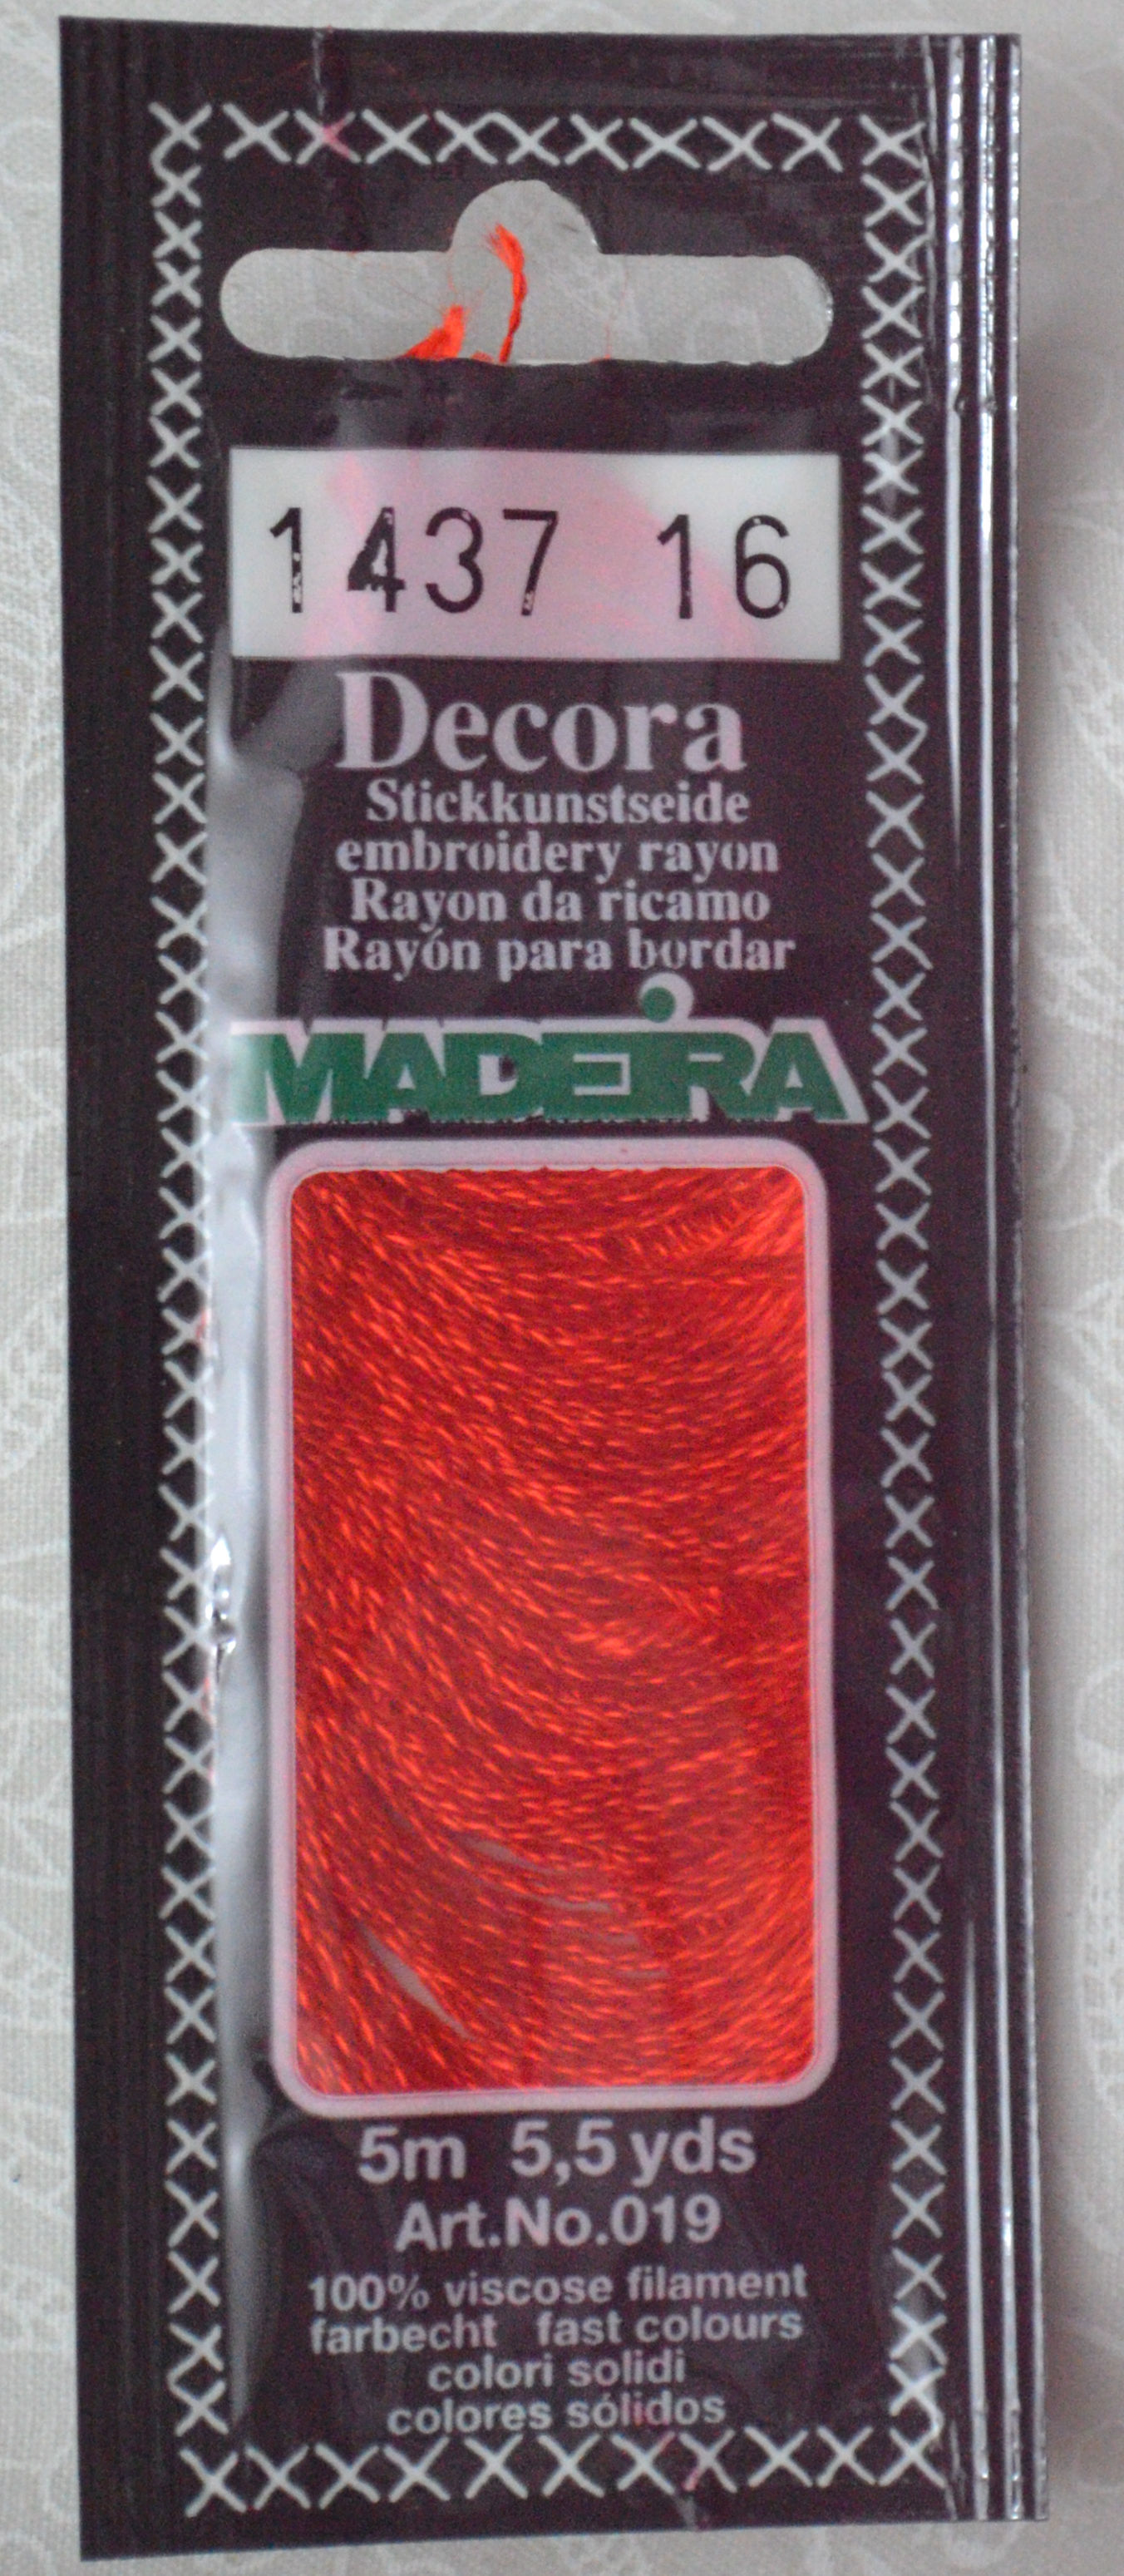 1437 16
Decora
Stickkunstseide
embroidery rayon
Rayon da ricamo
Rayón para bordar
MADEIRA
5m 5,5 yds
Art.No.019
100% viscose filament
farbecht fast colours
colori solidi
colores sólidos